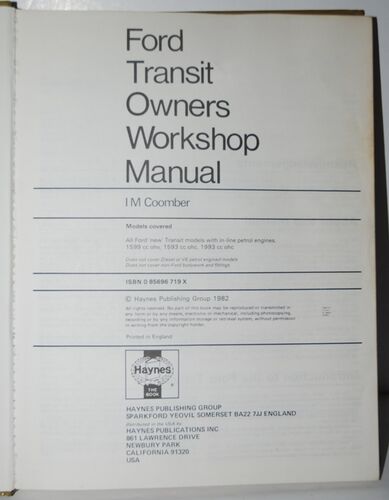 Ford
Transit
Owners
Workshop
Manual
I M Coomber
Models covered
All Ford 'new' Transit models with in-line petrol engines,
1599 cc ohv, 1593 cc ohc, 1993 cc ohc
Does not cover Diesel or V6 petrol engined models
Does not cover non-Ford bodywork and fittings
ISBN 0 85696 719 X
© Haynes Publishing Group 1982
All rights reserved. No part of this book may be reproduced or transmitted in
any form or by any means, electronic or mechanical, including photocopying,
recording or by any information storage or retrieval system, without permission
in writing from the copyright holder.
Printed in England
Haynes
THE
BOOK
®
HAYNES PUBLISHING GROUP
SPARKFORD YEOVIL SOMERSET BA22 7JJ ENGLAND
distributed in the USA by
HAYNES PUBLICATIONS INC
861 LAWRENCE DRIVE
NEWBURY PARK
CALIFORNIA 91320
USA